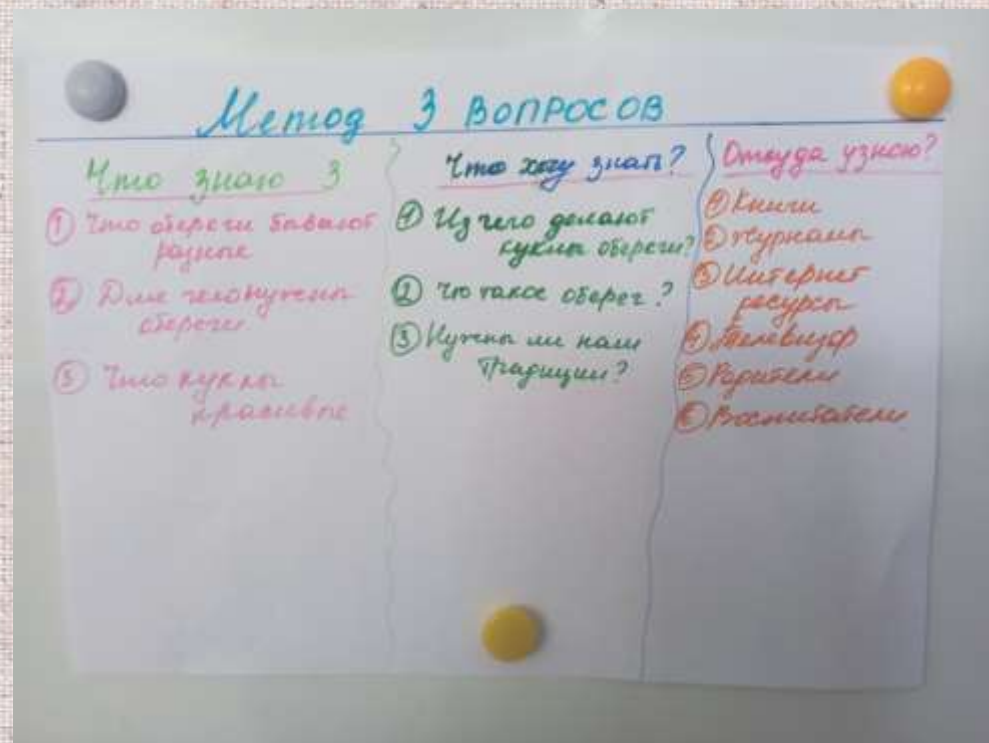 Метод 3 ВОПРОСОВ
Что знаю 3
① Что обереги бывают
разные
② Для чего нужны
обереги
③ Что куклы
красивые
Что хочу знать?
① Из чего делают
куклы обереги?
② Что такое оберег?
③ Нужны ли нам
традиции?
Откуда узнаю?
① Книги
② Журналы
③ Интернет
ресурсы
④ Телевизор
⑤ Родители
⑥ Воспитатели